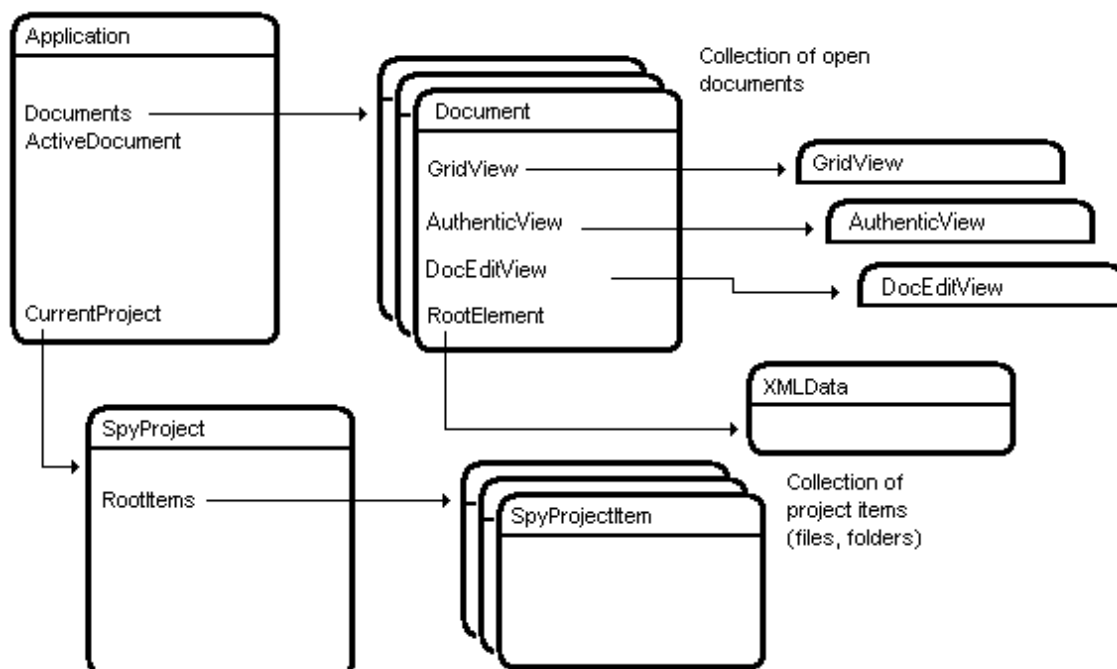 Application
Documents
ActiveDocument
CurrentProject
Collection of open
documents
Document
GridView
AuthenticView
DocEditView
RootElement
GridView
AuthenticView
DocEditView
XMLData
SpyProject
RootItems
SpyProjectItem
Collection of
project items
(files, folders)